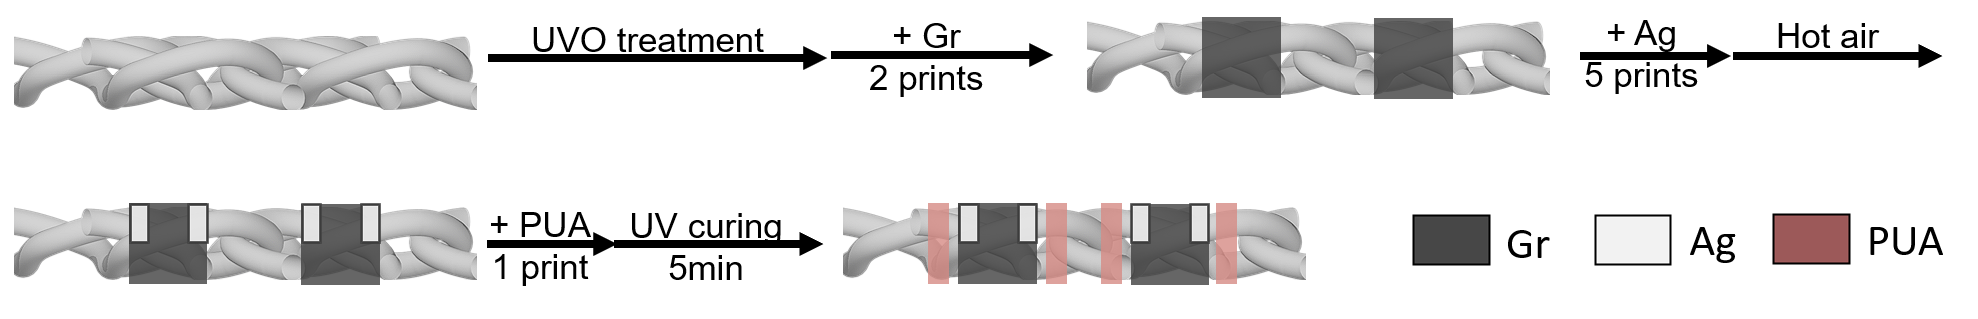 UVO treatment
+ Gr
2 prints
+ Ag
5 prints
Hot air
+ PUA
1 print
UV curing
5min
Gr
Ag
PUA